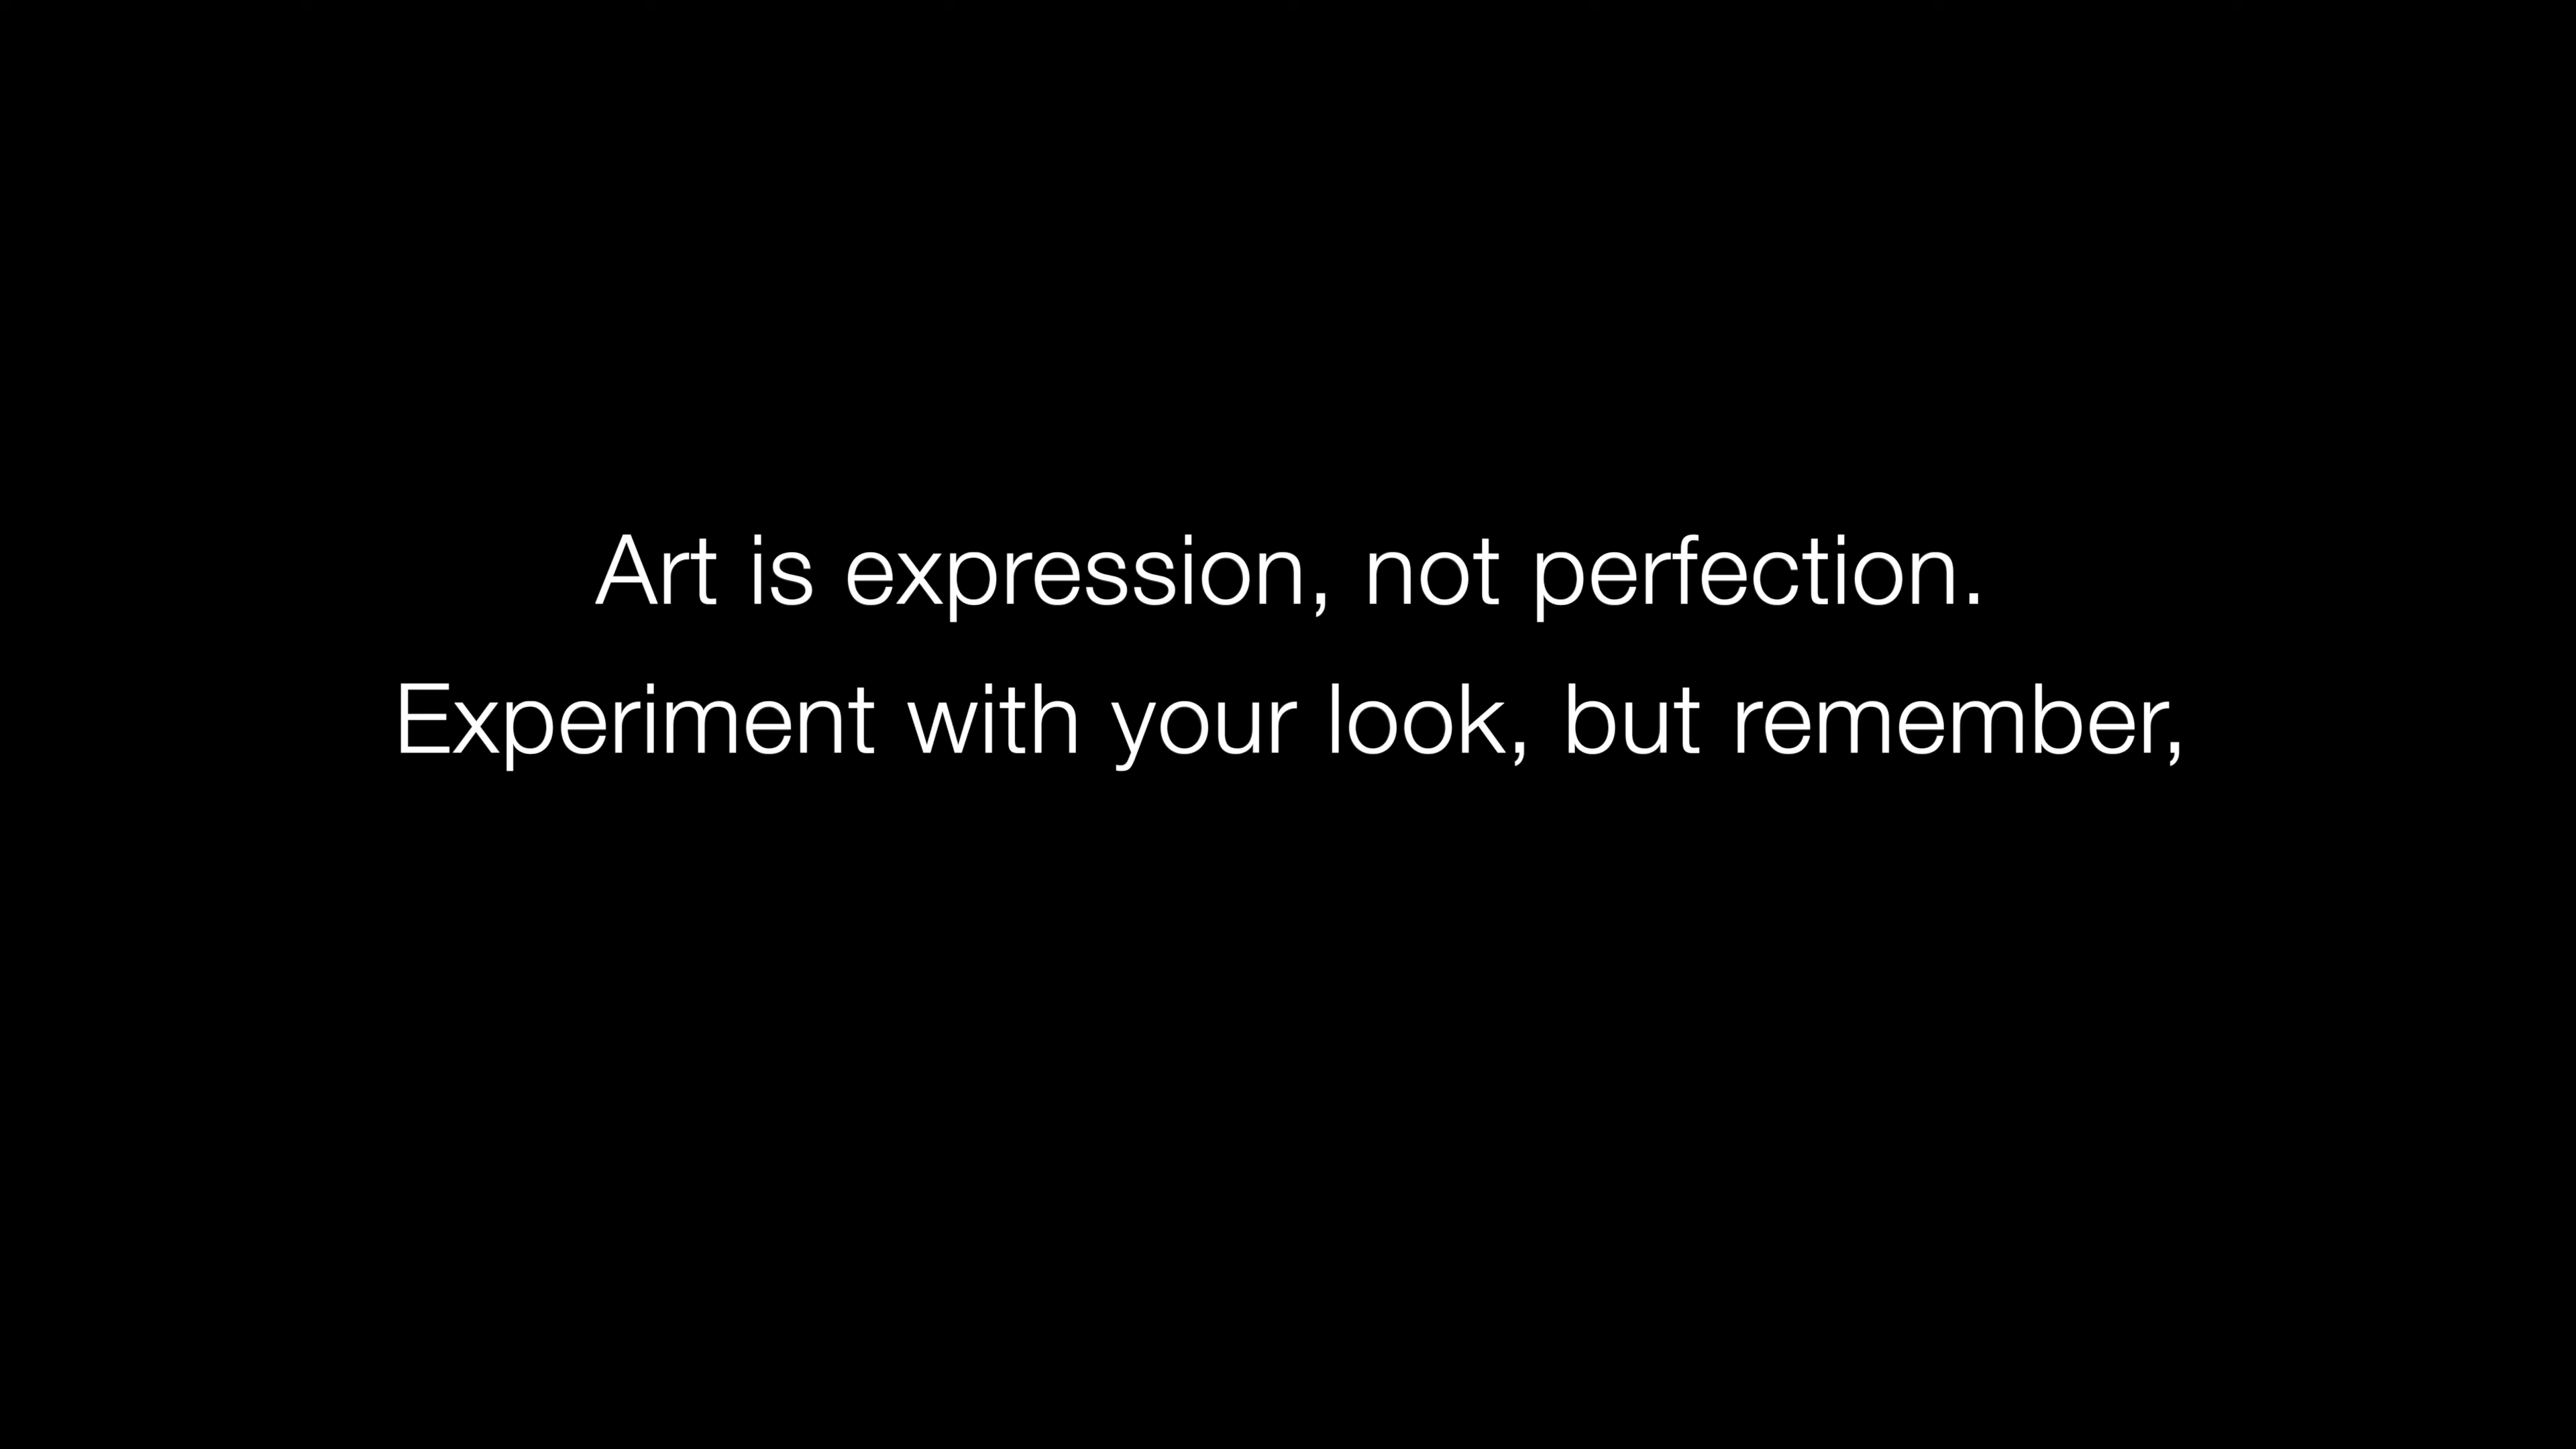 Art is expression, not perfection.
Experiment with your look, but remember,